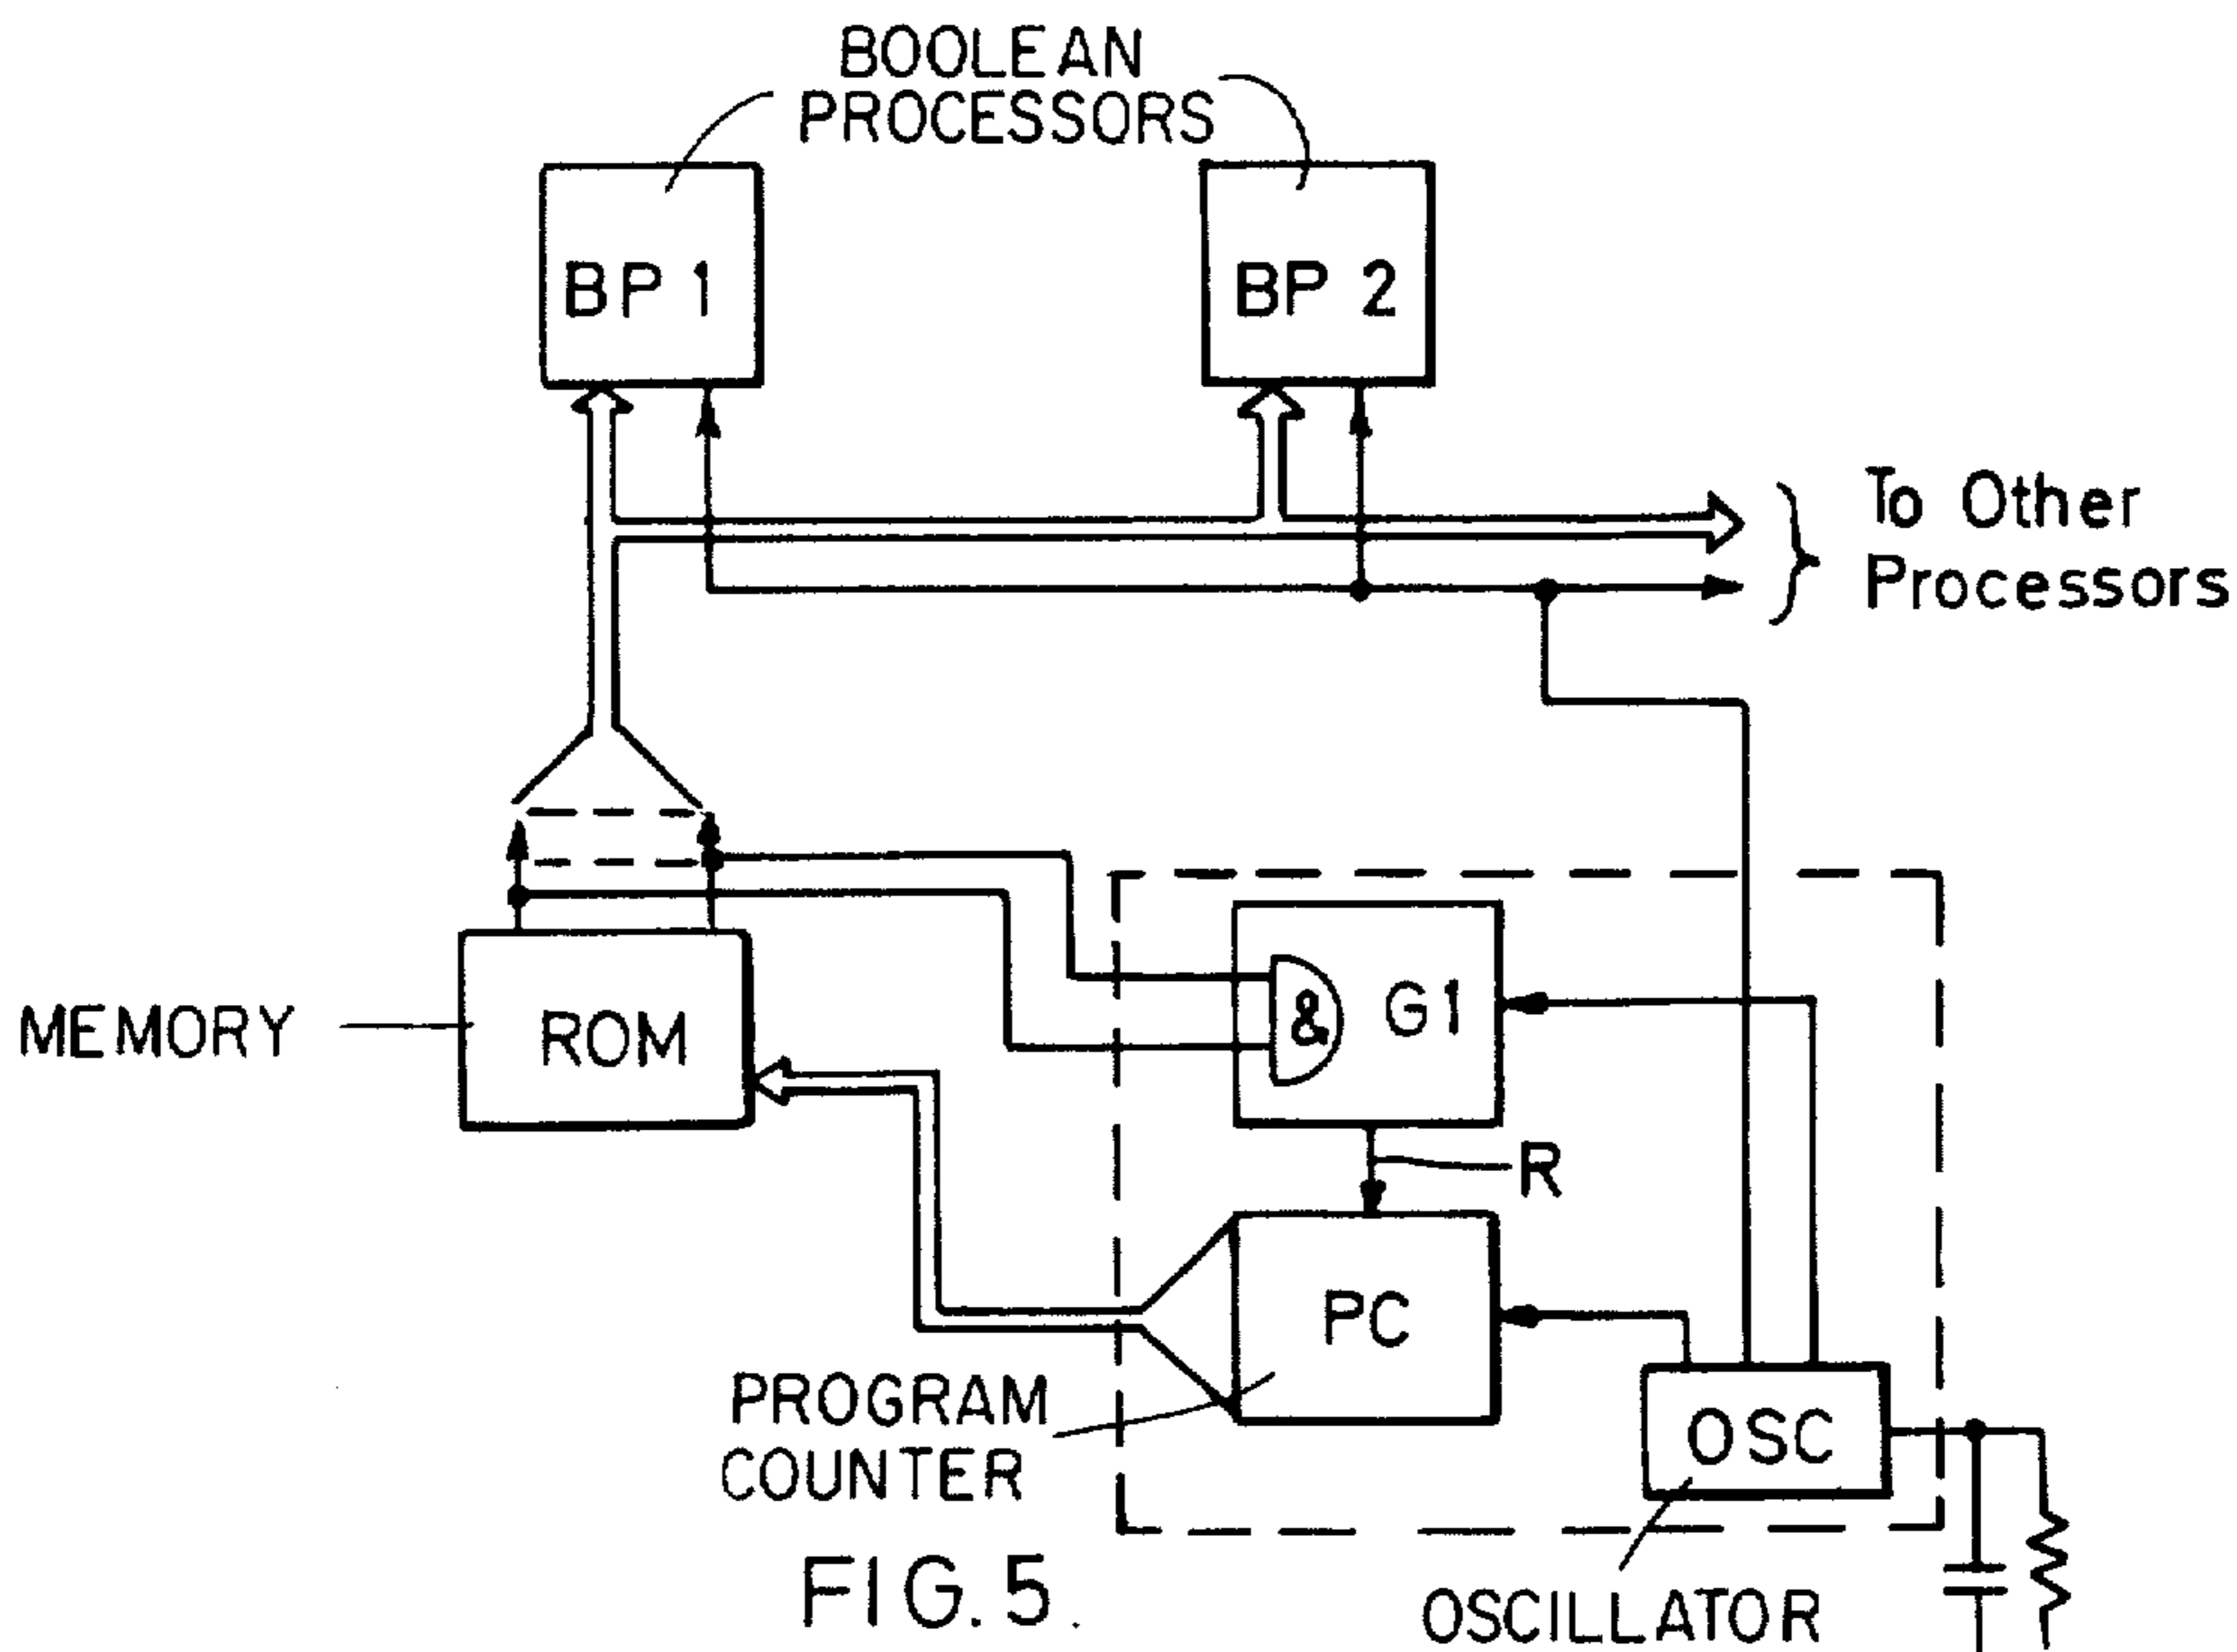 BOOLEAN
PROCESSORS
BP 1
BP 2
To Other
Processors
MEMORY
ROM
&
G1
R
PC
PROGRAM
COUNTER
OSC
OSCILLATOR
FIG. 5.